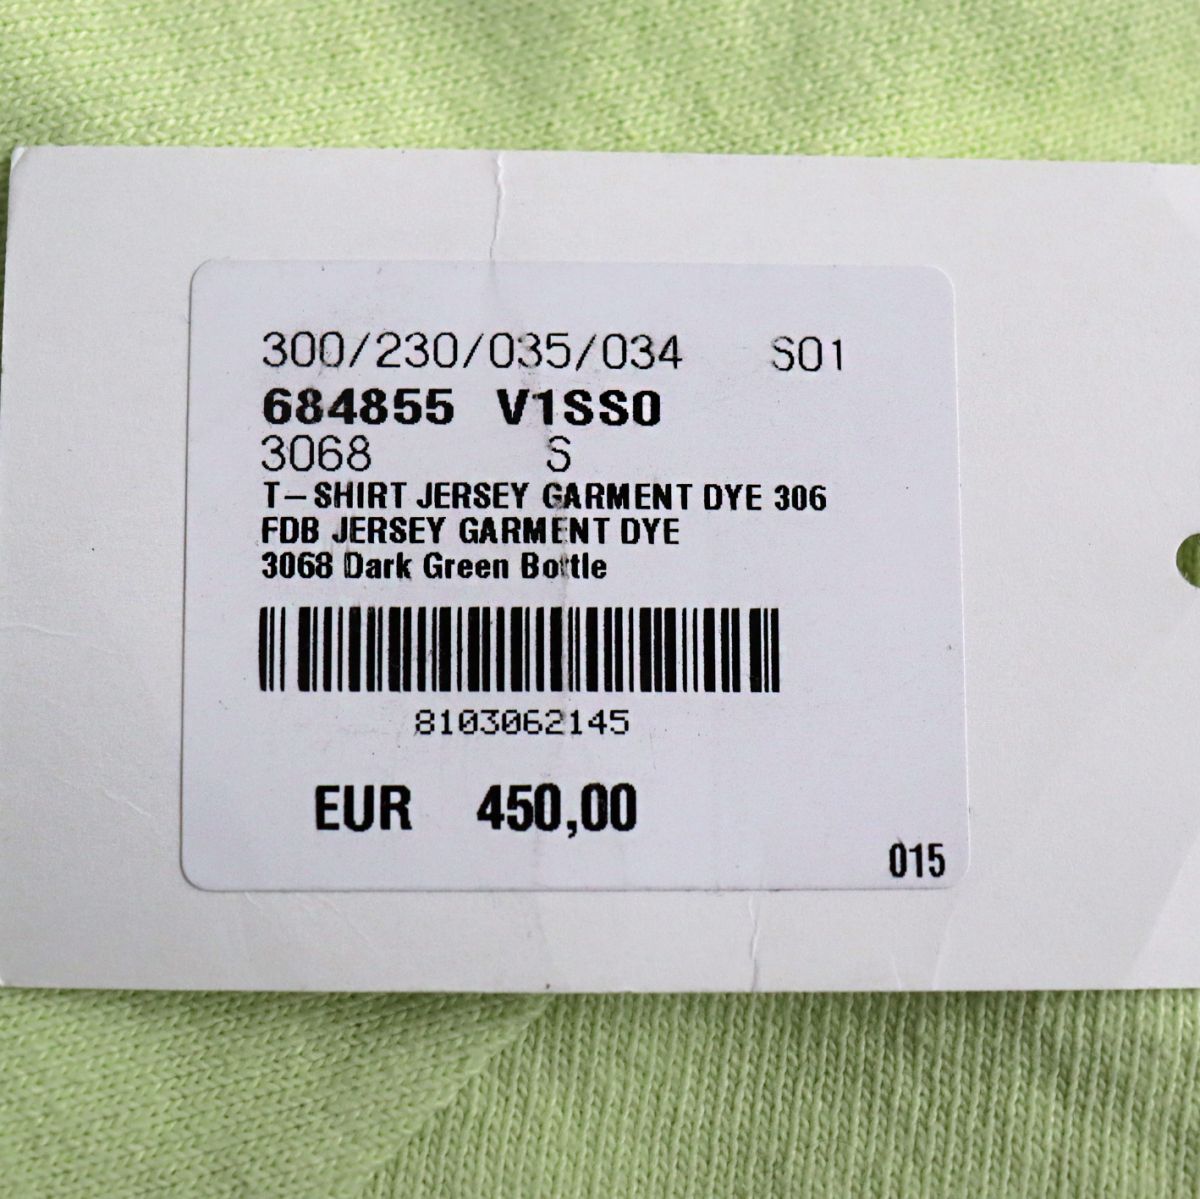 300/230/035/034 S01
684855 V1SS0
3068 S
T-SHIRT JERSEY GARMENT DYE 306
FDB JERSEY GARMENT DYE
3068 Dark Green Bottle
8103062145
EUR 450,00
015